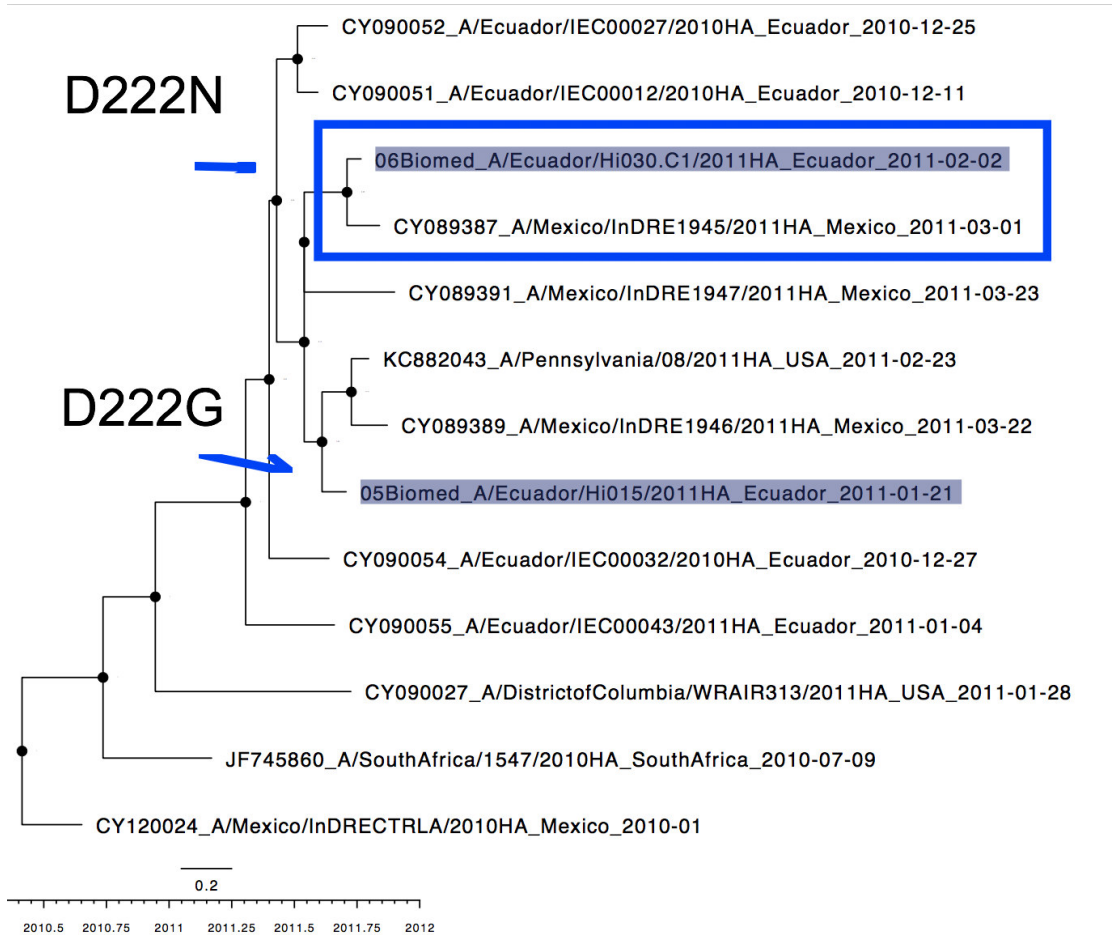 CY090052_A/Ecuador/IEC00027/2010HA_Ecuador_2010-12-25
D222N
CY090051_A/Ecuador/IEC00012/2010HA_Ecuador_2010-12-11
06Biomed_A/Ecuador/Hi030.C1/2011HA_Ecuador_2011-02-02
CY089387_A/Mexico/InDRE1945/2011HA_Mexico_2011-03-01
CY089391_A/Mexico/InDRE1947/2011HA_Mexico_2011-03-23
KC882043_A/Pennsylvania/08/2011HA_USA_2011-02-23
D222G
CY089389_A/Mexico/InDRE1946/2011HA_Mexico_2011-03-22
05Biomed_A/Ecuador/Hi015/2011HA_Ecuador_2011-01-21
CY090054_A/Ecuador/IEC00032/2010HA_Ecuador_2010-12-27
CY090055_A/Ecuador/IEC00043/2011HA_Ecuador_2011-01-04
CY090027_A/DistrictofColumbia/WRAIR313/2011HA_USA_2011-01-28
JF745860_A/SouthAfrica/1547/2010HA_SouthAfrica_2010-07-09
CY120024_A/Mexico/InDRECTRLA/2010HA_Mexico_2010-01
0.2
2010.5 2010.75 2011 2011.25 2011.5 2011.75 2012